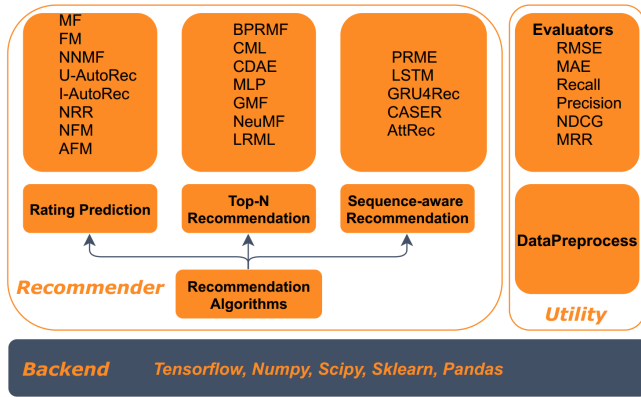 MF
FM
NNMF
U-AutoRec
I-AutoRec
NRR
NFM
AFM
BPRMF
CML
CDAE
MLP
GMF
NeuMF
LRML
PRME
LSTM
GRU4Rec
CASER
AttRec
Rating Prediction
Top-N
Recommendation
Sequence-aware
Recommendation
Recommendation
Algorithms
Recommender
Evaluators
RMSE
MAE
Recall
Precision
NDCG
MRR
DataPreprocess
Utility
Backend
Tensorflow, Numpy, Scipy, Sklearn, Pandas